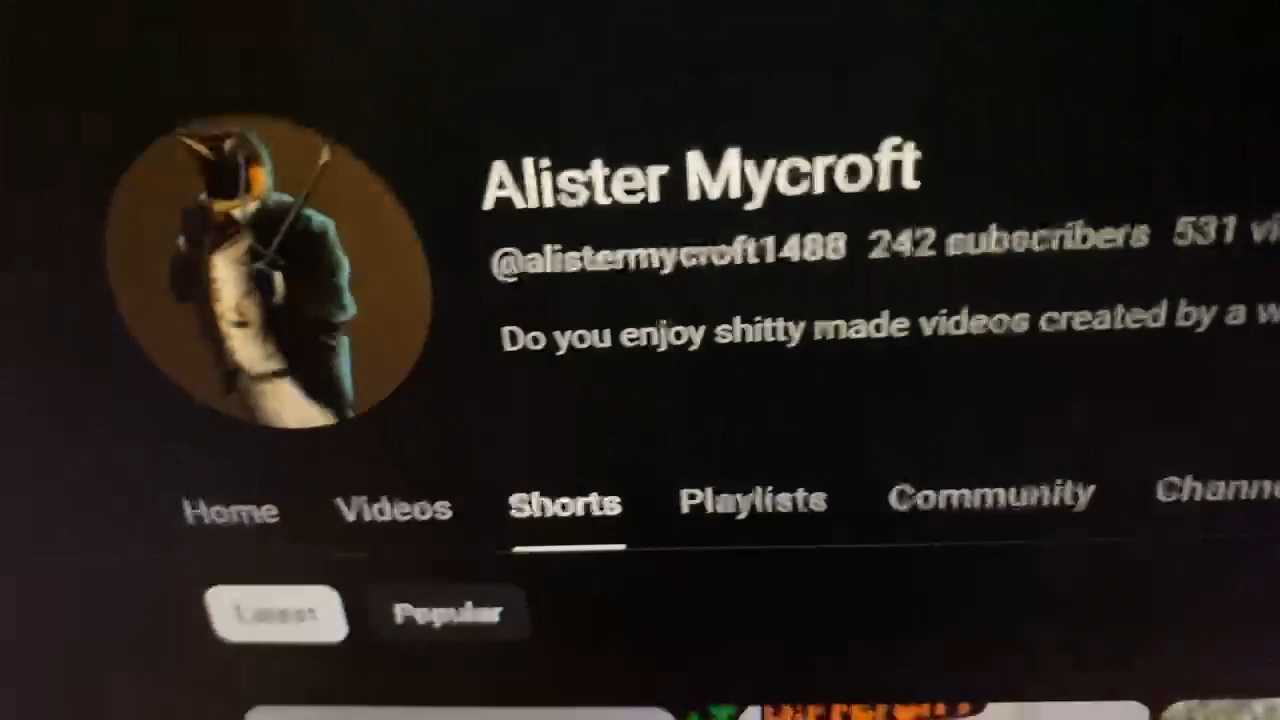 Alister Mycroft
@alistermycroft1488 242 subscribers 531 vi
Do you enjoy shitty made videos created by a w
Home Videos Shorts Playlists Community Channe
Latest Popular